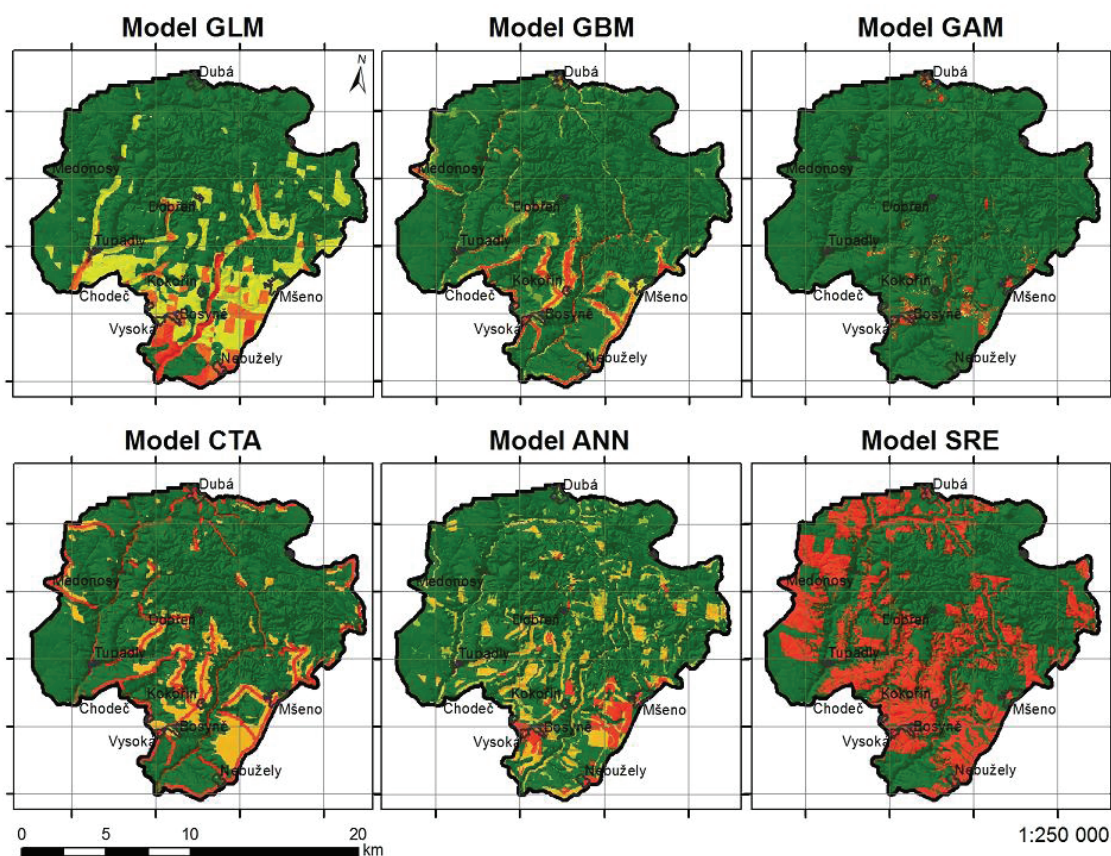 Model GLM Model GBM Model GAM
N
Dubá Dubá Dubá
Medonosy Medonosy Medonosy
Dobřeň Dobřeň Dobřeň
Tupadly Tupadly Tupadly
Kokořín Kokořín Kokořín
Chodeč Mšeno Chodeč Mšeno Chodeč Mšeno
Vysoká Bosyně Vysoká Bosyně Vysoká Bosyně
Nebužely Nebužely Nebužely
Model CTA Model ANN Model SRE
Dubá Dubá Dubá
Medonosy Medonosy Medonosy
Dobřeň Dobřeň Dobřeň
Tupadly Tupadly Tupadly
Kokořín Kokořín Kokořín
Chodeč Mšeno Chodeč Mšeno Chodeč Mšeno
Vysoká Bosyně Vysoká Bosyně Vysoká Bosyně
Nebužely Nebužely Nebužely
0 5 10 20
km
1:250 000